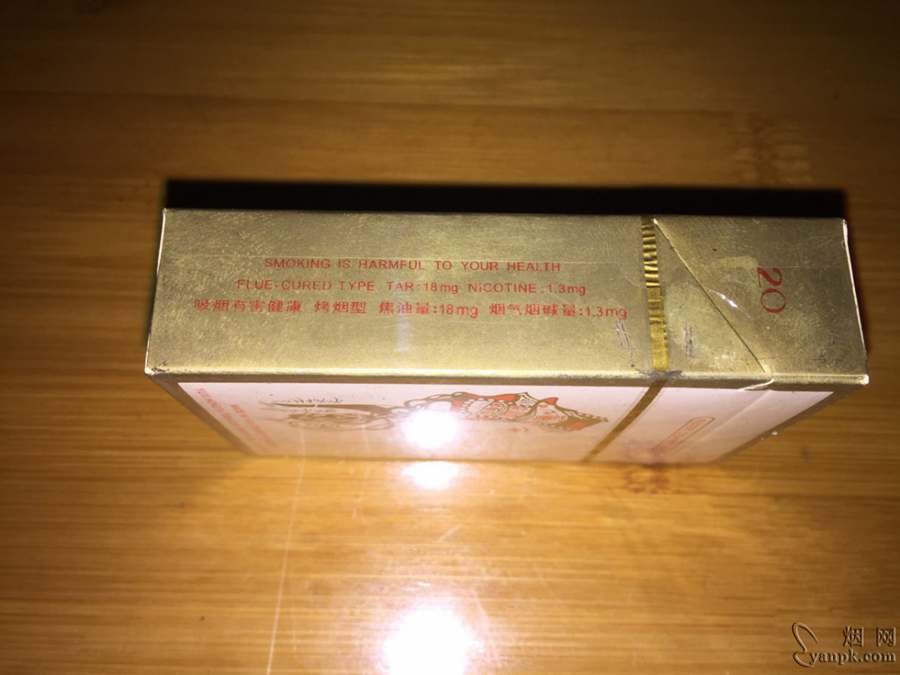 SMOKING IS HARMFUL TO YOUR HEALTH
FLUE-CURED TYPE TAR:18mg NICOTINE:1.3mg
吸烟有害健康 烤烟型 焦油量:18mg 烟气烟碱量:1.3mg
20
烟网
yanpk.com